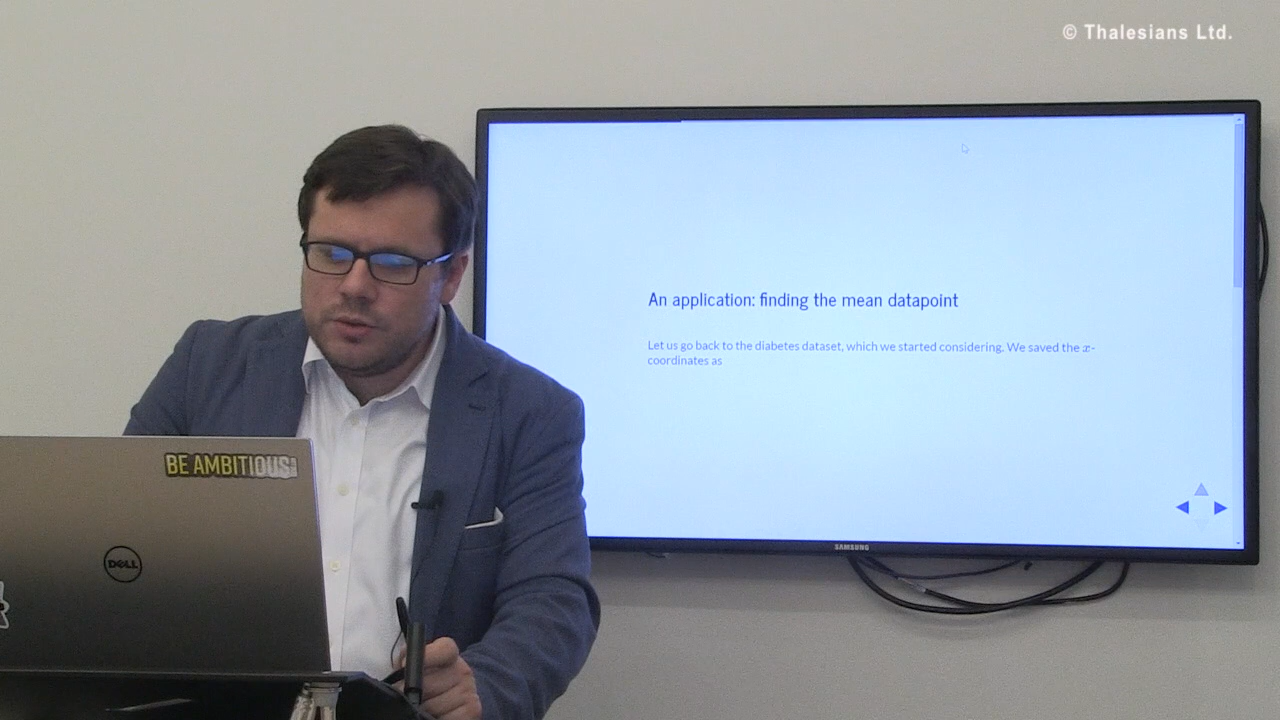 © Thalesians Ltd.
An application: finding the mean datapoint
Let us go back to the diabetes dataset, which we started considering. We saved the x-
coordinates as
BE AMBITIOUS
DELL
SAMSUNG